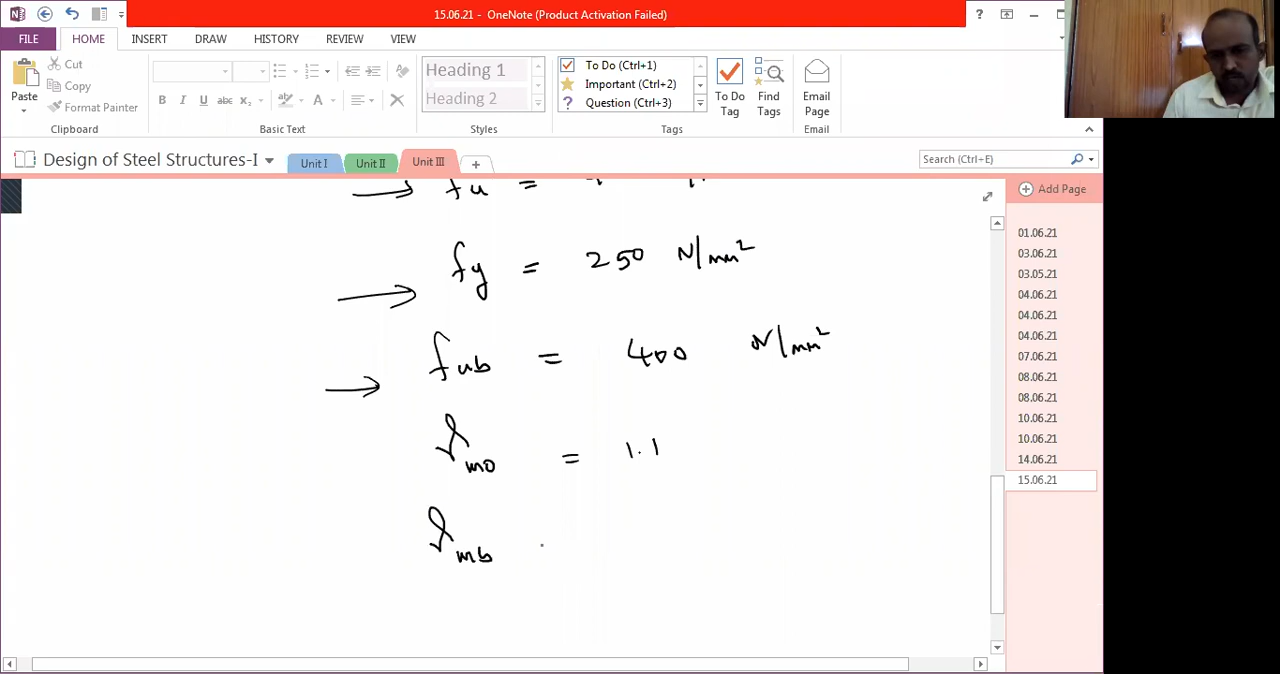 15.06.21 - OneNote (Product Activation Failed)
FILE HOME INSERT DRAW HISTORY REVIEW VIEW
Paste
Cut
Copy
Format Painter
Clipboard
B I U abc x₂ A
Basic Text
Heading 1
Heading 2
Styles
To Do (Ctrl+1)
Important (Ctrl+2)
Question (Ctrl+3)
To Do Tag
Find Tags
Tags
Email Page
Email
Design of Steel Structures-I Unit I Unit II Unit III
Search (Ctrl+E)
Add Page
01.06.21
03.06.21
03.05.21
04.06.21
04.06.21
04.06.21
07.06.21
08.06.21
08.06.21
10.06.21
10.06.21
14.06.21
15.06.21
→ fu =
→ fy = 250 N/mm²
→ fub = 400 N/mm²
γmo = 1.1
γmb